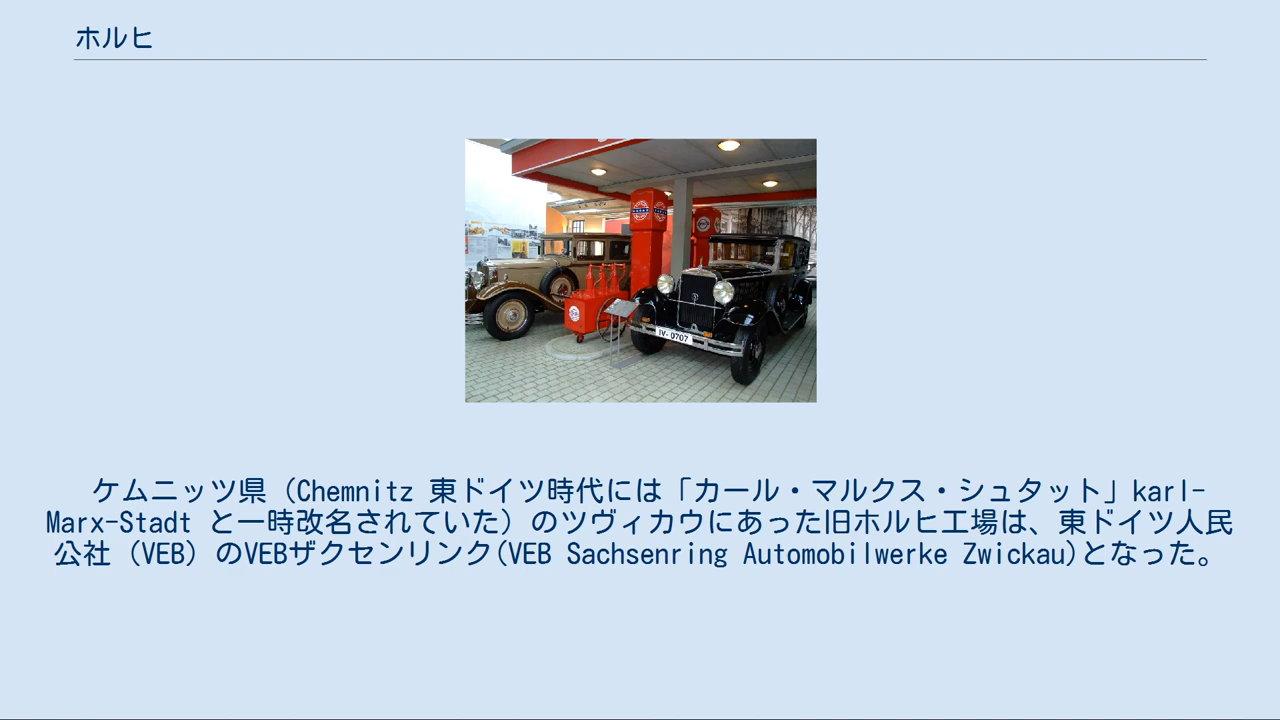 ホルヒ
IV- 0707
ケムニッツ県（Chemnitz 東ドイツ時代には「カール・マルクス・シュタット」karl-
Marx-Stadt と一時改名されていた）のツヴィカウにあった旧ホルヒ工場は、東ドイツ人民
公社（VEB）のVEBザクセンリンク(VEB Sachsenring Automobilwerke Zwickau)となった。